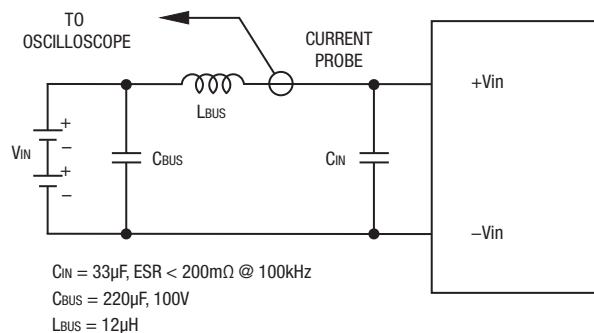 TO
OSCILLOSCOPE
CURRENT
PROBE
LBUS
VIN
+
−
+
−
CBUS
CIN
+Vin
−Vin
CIN = 33µF, ESR < 200mΩ @ 100kHz
CBUS = 220µF, 100V
LBUS = 12µH